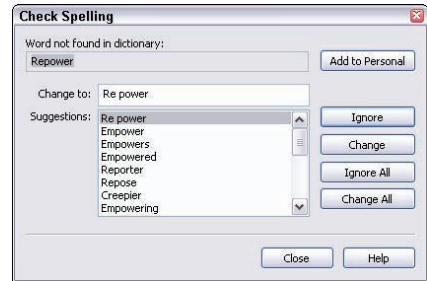 Check Spelling
Word not found in dictionary:
Repower
Add to Personal
Change to: Re power
Suggestions: Re power
Empower
Empowers
Empowered
Reporter
Repose
Creepier
Empowering
Ignore
Change
Ignore All
Change All
Close
Help